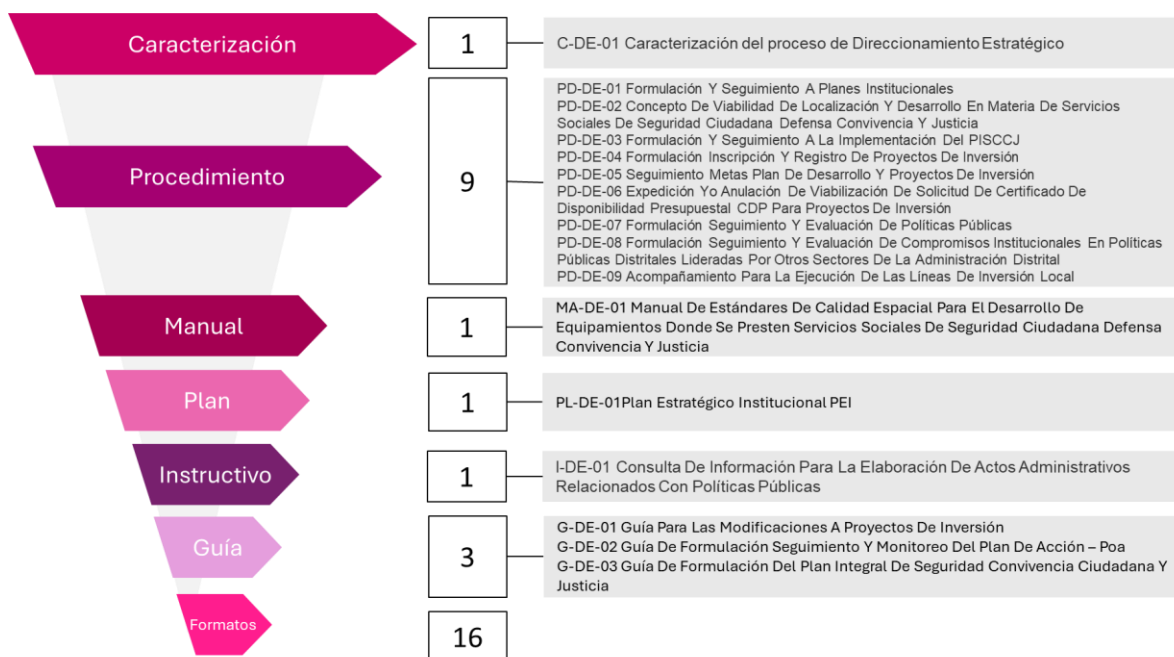 Caracterización
1
C-DE-01 Caracterización del proceso de Direccionamiento Estratégico
Procedimiento
9
PD-DE-01 Formulación Y Seguimiento A Planes Institucionales
PD-DE-02 Concepto De Viabilidad De Localización Y Desarrollo En Materia De Servicios
Sociales De Seguridad Ciudadana Defensa Convivencia Y Justicia
PD-DE-03 Formulación Y Seguimiento A La Implementación Del PISCCJ
PD-DE-04 Formulación Inscripción Y Registro De Proyectos De Inversión
PD-DE-05 Seguimiento Metas Plan De Desarrollo Y Proyectos De Inversión
PD-DE-06 Expedición Yo Anulación De Viabilización De Solicitud De Certificado De
Disponibilidad Presupuestal CDP Para Proyectos De Inversión
PD-DE-07 Formulación Seguimiento Y Evaluación De Políticas Públicas
PD-DE-08 Formulación Seguimiento Y Evaluación De Compromisos Institucionales En Políticas
Públicas Distritales Lideradas Por Otros Sectores De La Administración Distrital
PD-DE-09 Acompañamiento Para La Ejecución De Las Líneas De Inversión Local
Manual
1
MA-DE-01 Manual De Estándares De Calidad Espacial Para El Desarrollo De
Equipamientos Donde Se Presten Servicios Sociales De Seguridad Ciudadana Defensa
Convivencia Y Justicia
Plan
1
PL-DE-01Plan Estratégico Institucional PEI
Instructivo
1
I-DE-01 Consulta De Información Para La Elaboración De Actos Administrativos
Relacionados Con Políticas Públicas
Guía
3
G-DE-01 Guía Para Las Modificaciones A Proyectos De Inversión
G-DE-02 Guía De Formulación Seguimiento Y Monitoreo Del Plan De Acción – Poa
G-DE-03 Guía De Formulación Del Plan Integral De Seguridad Convivencia Ciudadana Y
Justicia
Formatos
16